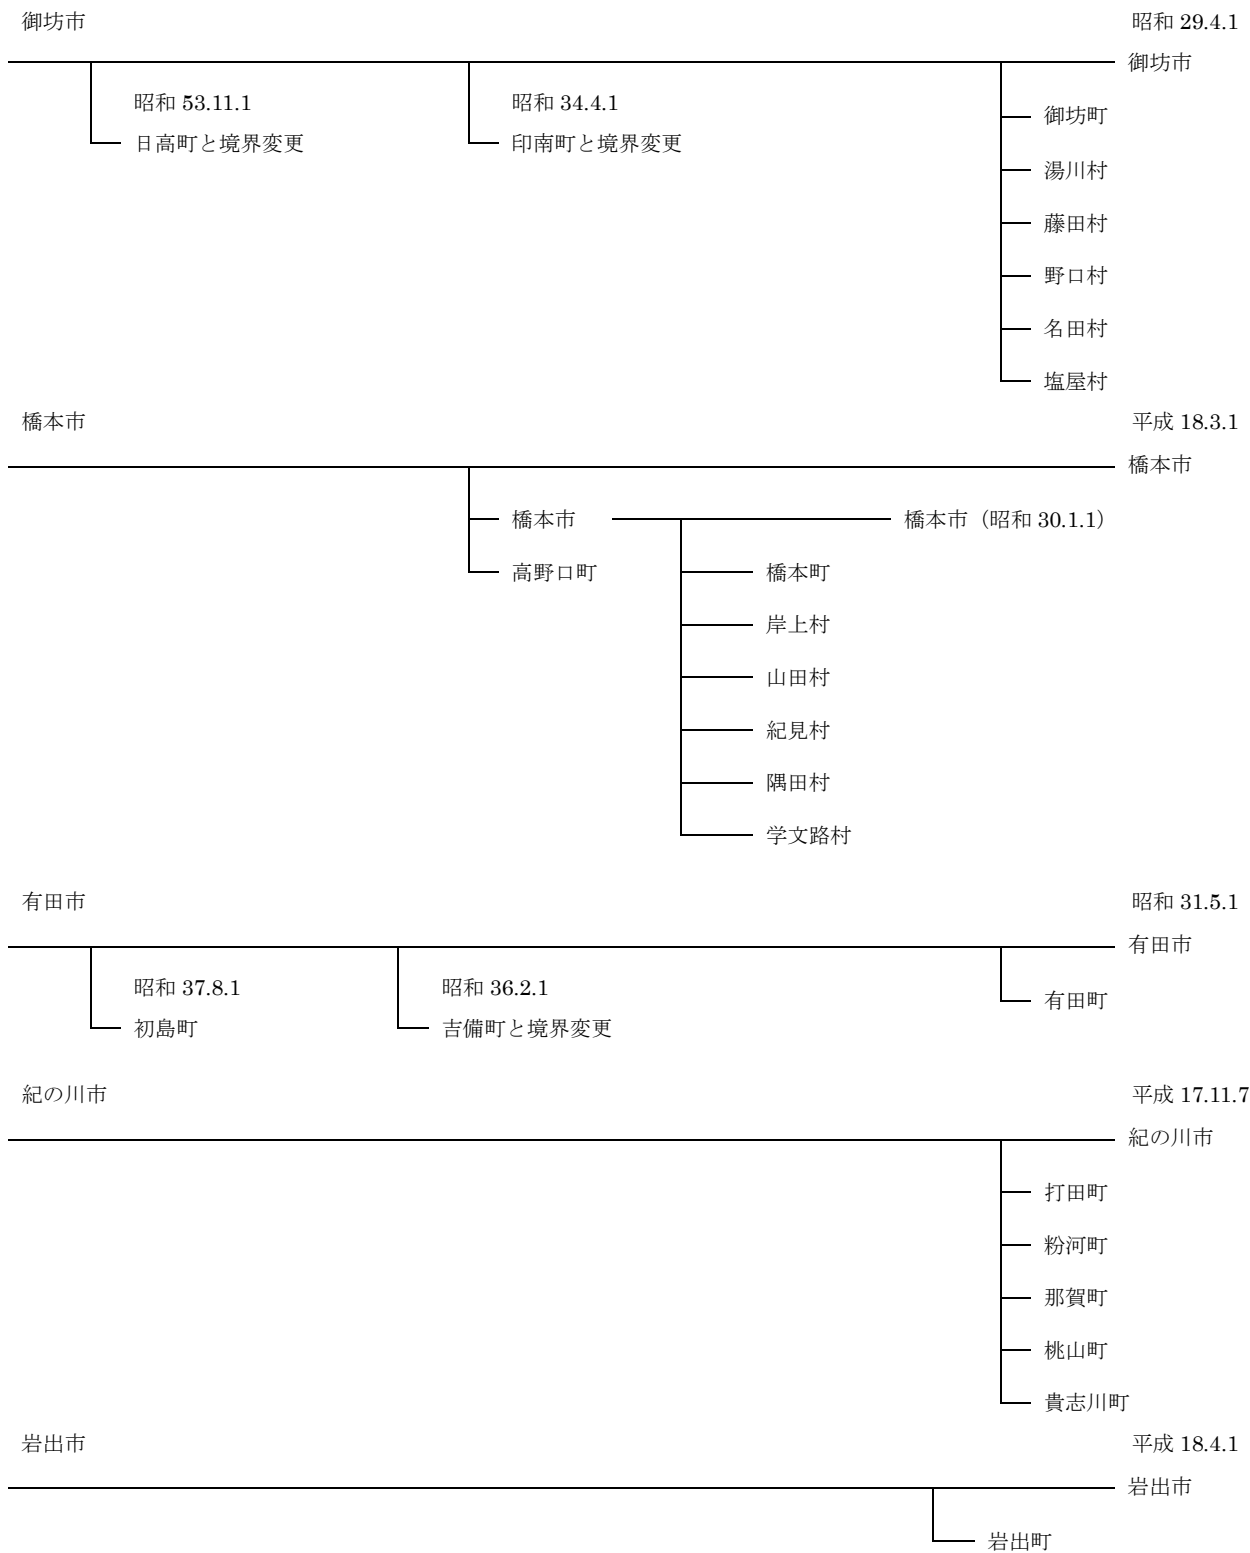 御坊市
昭和 29.4.1
御坊市
昭和 53.11.1
昭和 34.4.1
日高町と境界変更
印南町と境界変更
御坊町
湯川村
藤田村
野口村
名田村
塩屋村
橋本市
平成 18.3.1
橋本市
橋本市
橋本市（昭和 30.1.1）
高野口町
橋本町
岸上村
山田村
紀見村
隅田村
学文路村
有田市
昭和 31.5.1
有田市
昭和 37.8.1
昭和 36.2.1
有田町
初島町
吉備町と境界変更
紀の川市
平成 17.11.7
紀の川市
打田町
粉河町
那賀町
桃山町
貴志川町
岩出市
平成 18.4.1
岩出市
岩出町